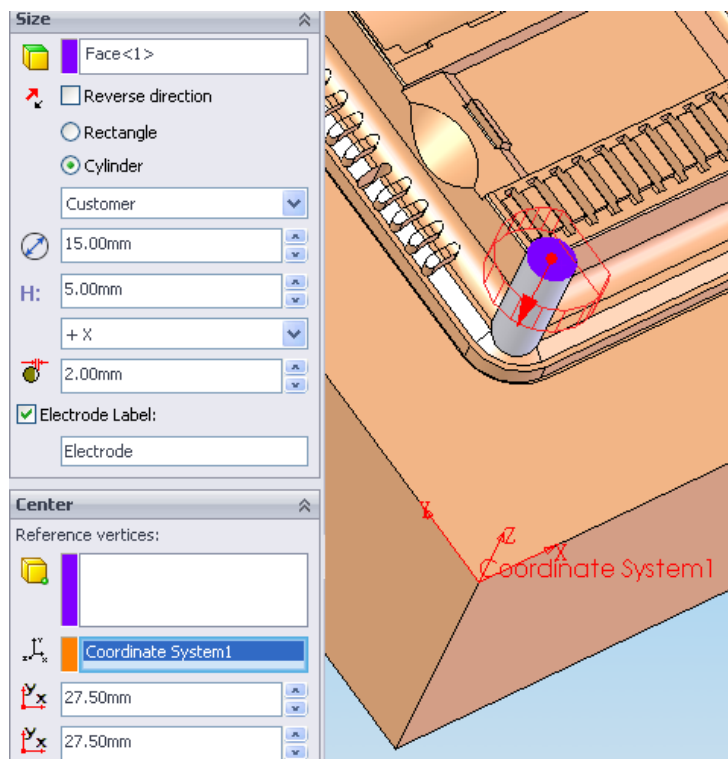 Size
Face<1>
Reverse direction
Rectangle
Cylinder
Customer
15.00mm
H:
5.00mm
+ X
2.00mm
Electrode Label:
Electrode
Center
Reference vertices:
Coordinate System1
Y x
27.50mm
Y x
27.50mm
Y
Z
X
Coordinate System1